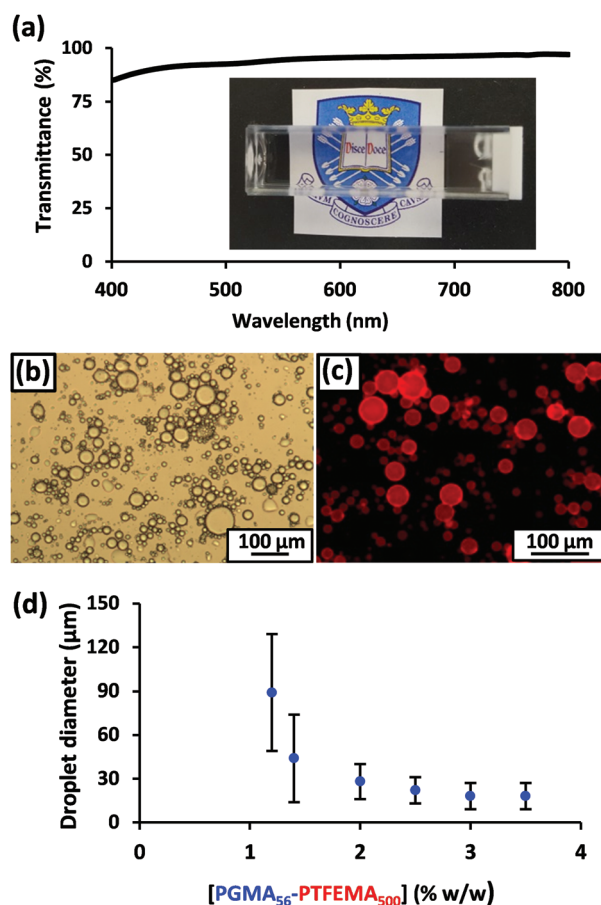 (a)
100
75
50
25
0
Transmittance (%)
Disce Doce
COGNOSCERE
400 500 600 700 800
Wavelength (nm)
(b)
100 µm
(c)
100 µm
(d)
150
120
90
60
30
0
Droplet diameter (µm)
0 1 2 3 4
[PGMA₅₆-PTFEMA₅₀₀] (% w/w)